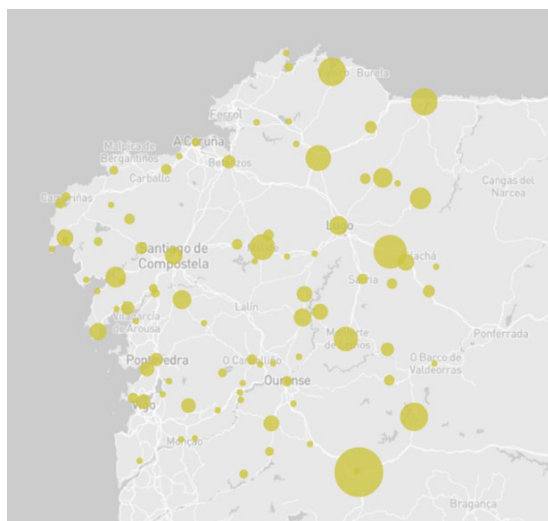 Burela
Ferrol
A Coruña
Malpica de
Bergantiños
Betanzos
Carballo
Cangas del
Narcea
Lugo
Santiago de
Compostela
Sarria
Lalín
Ponferrada
Vilagarcía
de Arousa
Pontevedra
O Carballiño
O Barco de
Valdeorras
Ourense
Vigo
Monção
Bragança